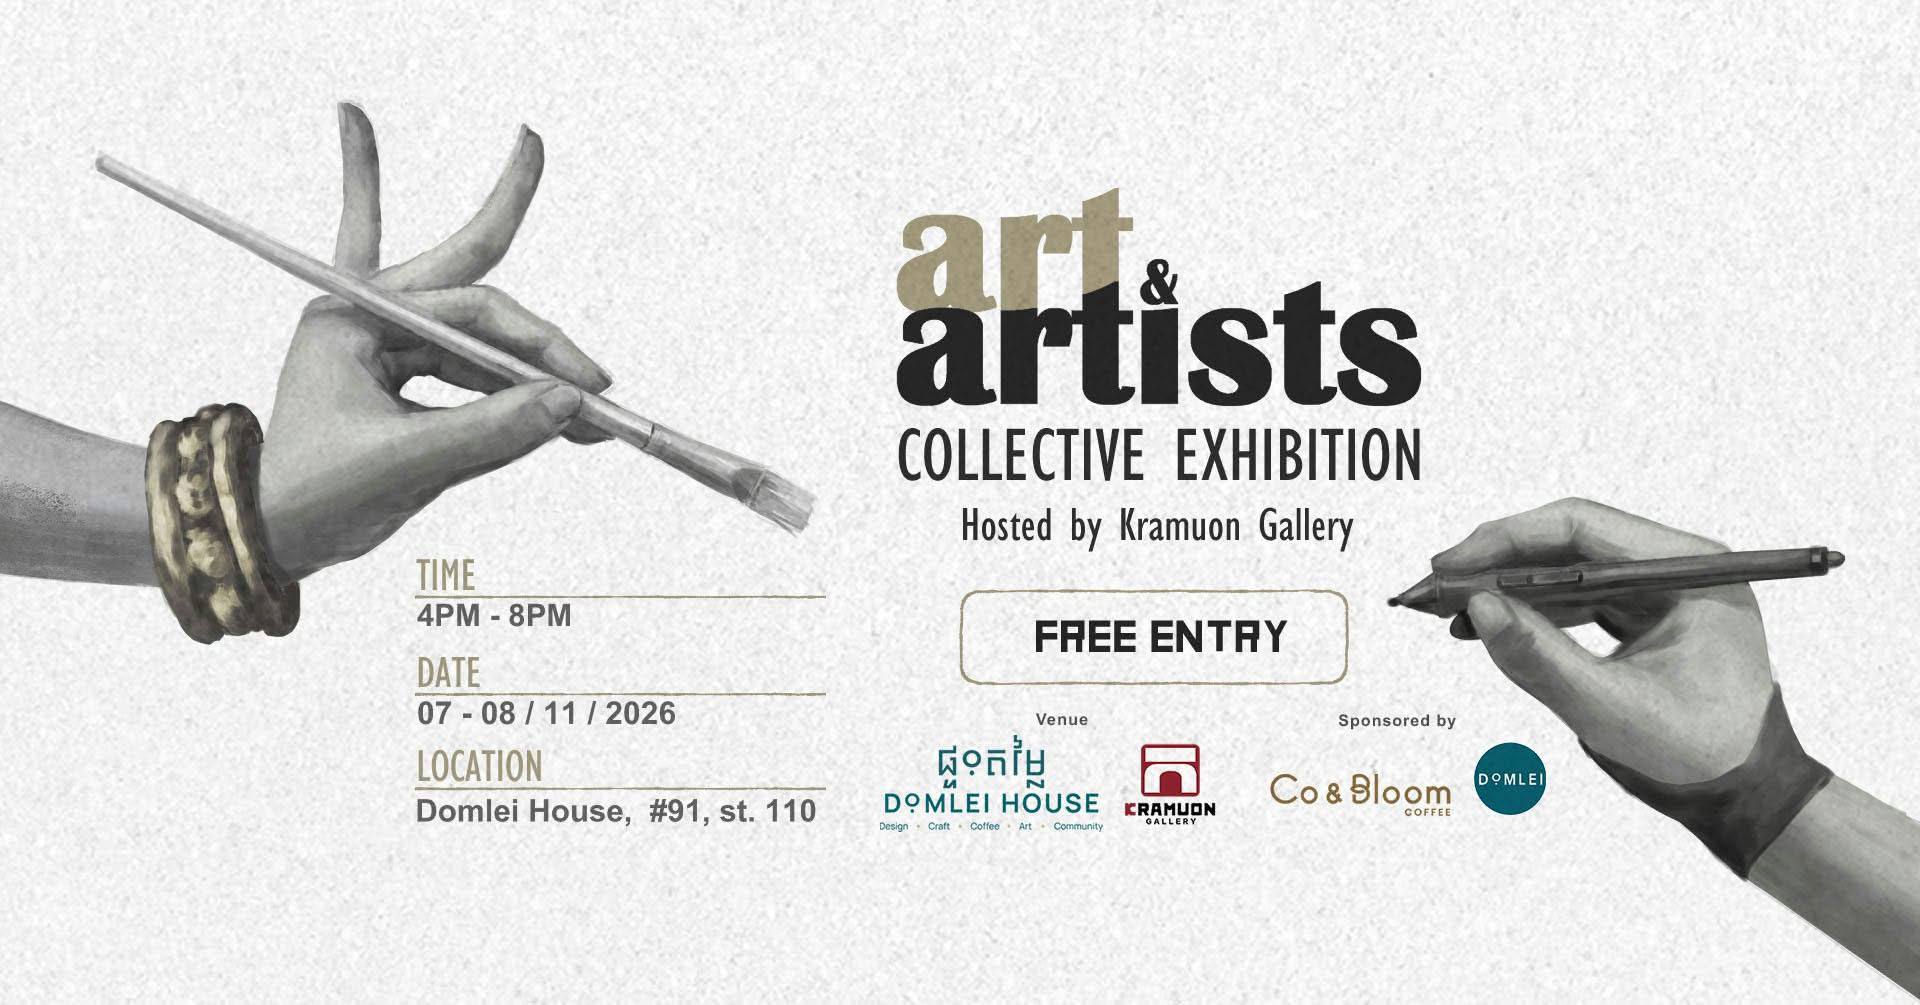 art
&
artists
COLLECTIVE EXHIBITION
Hosted by Kramuon Gallery
FREE ENTRY
TIME
4PM - 8PM
DATE
07 - 08 / 11 / 2026
LOCATION
Domlei House, #91, st. 110
Venue
ផ្ទះតម្លៃ
DOMLEI HOUSE
Design • Craft • Coffee • Art • Community
KRAMUON
GALLERY
Sponsored by
Co & Bloom
COFFEE
DOMLEI